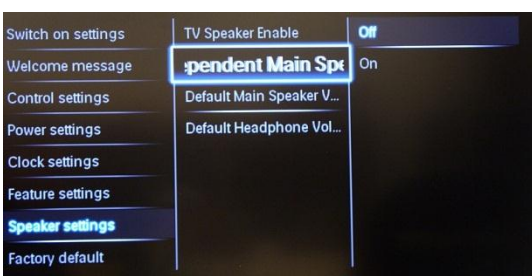 Switch on settings
Welcome message
Control settings
Power settings
Clock settings
Feature settings
Speaker settings
Factory default
TV Speaker Enable
pendent Main Spe
Default Main Speaker V...
Default Headphone Vol...
Off
On